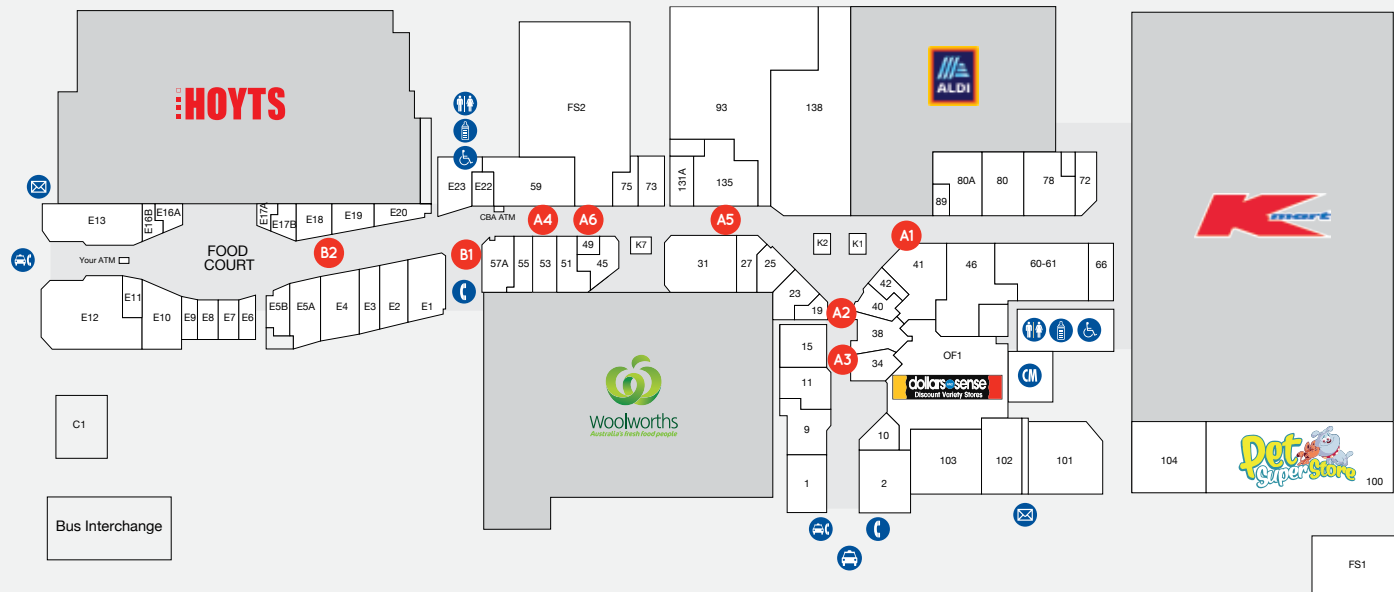 HOYTS
FS2
93
138
ALDI
Kmart
E23
E22
59
75
73
131A
135
80A
80
78
72
89
E13
E16B
E16A
E17A
E17B
E18
E19
E20
CBA ATM
A4
A6
A5
A1
FOOD
COURT
B2
B1
Your ATM
57A
55
53
51
49
45
K7
31
27
25
K2
K1
41
46
60-61
66
42
23
19
40
A2
E12
E11
E10
E9
E8
E7
E6
E5B
E5A
E4
E3
E2
E1
38
15
A3
34
OF1
dollars and sense
Discount Variety Stores
CM
11
Woolworths
Australia's fresh food people
C1
9
10
103
102
101
104
Pet
Super Store
100
1
2
Bus Interchange
FS1